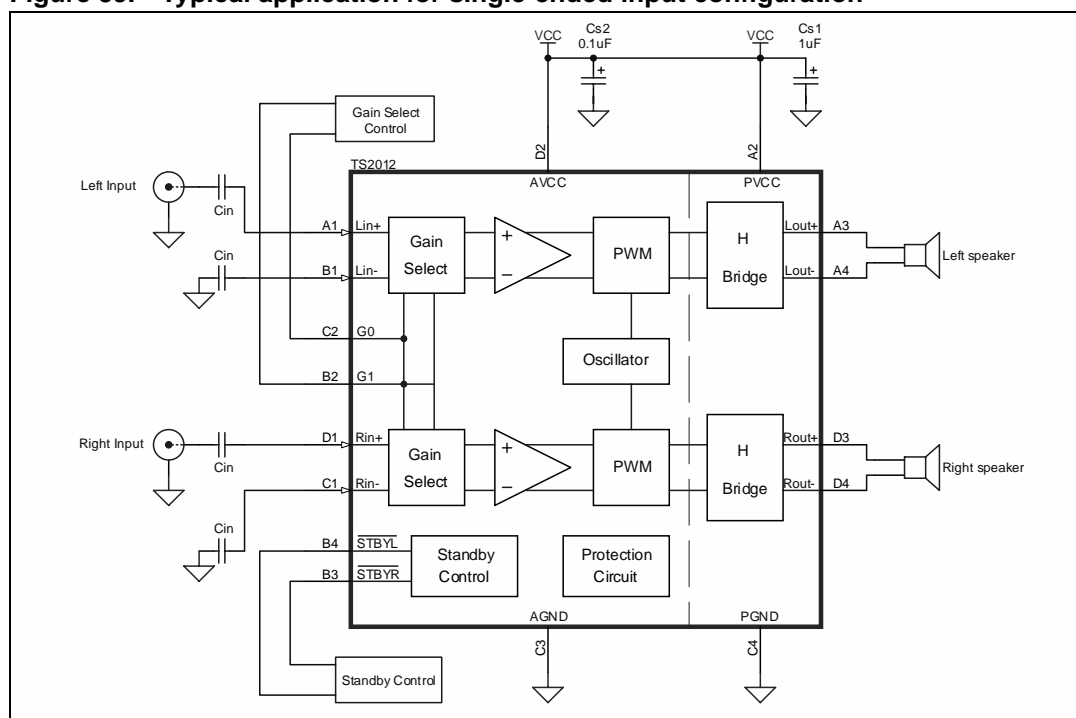 Figure 35. Typical application for single-ended input configuration
VCC
Cs2
0.1uF
VCC
Cs1
1uF
Gain Select
Control
D2
A2
TS2012
AVCC
PVCC
Left Input
Cin
A1
Lin+
Gain
Select
+
−
PWM
H
Bridge
Lout+
A3
Cin
B1
Lin-
Lout-
A4
Left speaker
C2
G0
Oscillator
B2
G1
Right Input
Cin
D1
Rin+
Gain
Select
+
−
PWM
H
Bridge
Rout+
D3
C1
Rin-
Rout-
D4
Right speaker
Cin
B4
STBYL
Standby
Control
Protection
Circuit
B3
STBYR
AGND
PGND
C3
C4
Standby Control